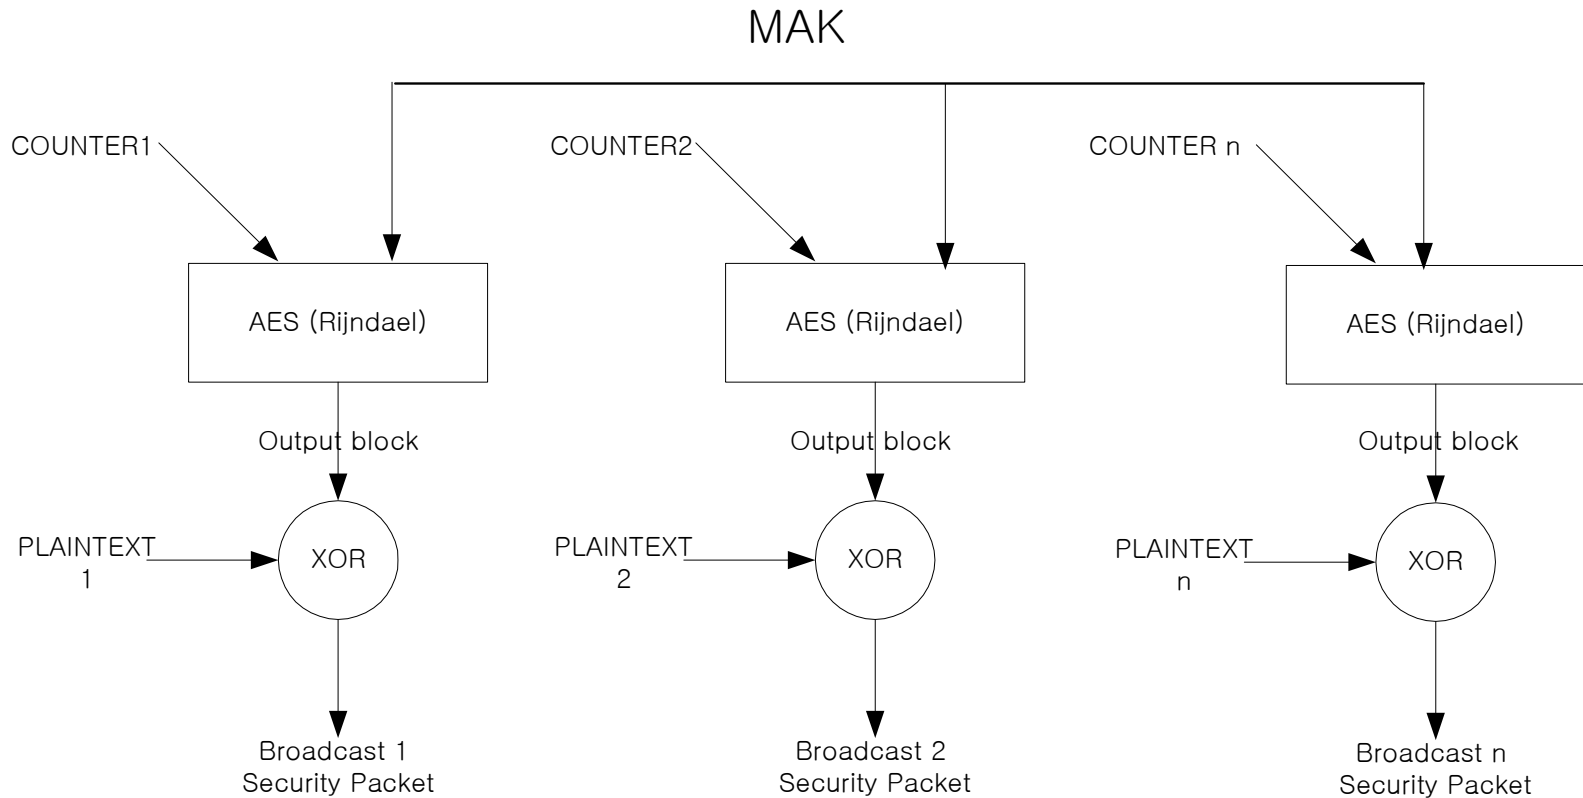 MAK
COUNTER1
COUNTER2
COUNTER n
AES (Rijndael)
AES (Rijndael)
AES (Rijndael)
Output block
Output block
Output block
PLAINTEXT
1
XOR
PLAINTEXT
2
XOR
PLAINTEXT
n
XOR
Broadcast 1
Security Packet
Broadcast 2
Security Packet
Broadcast n
Security Packet